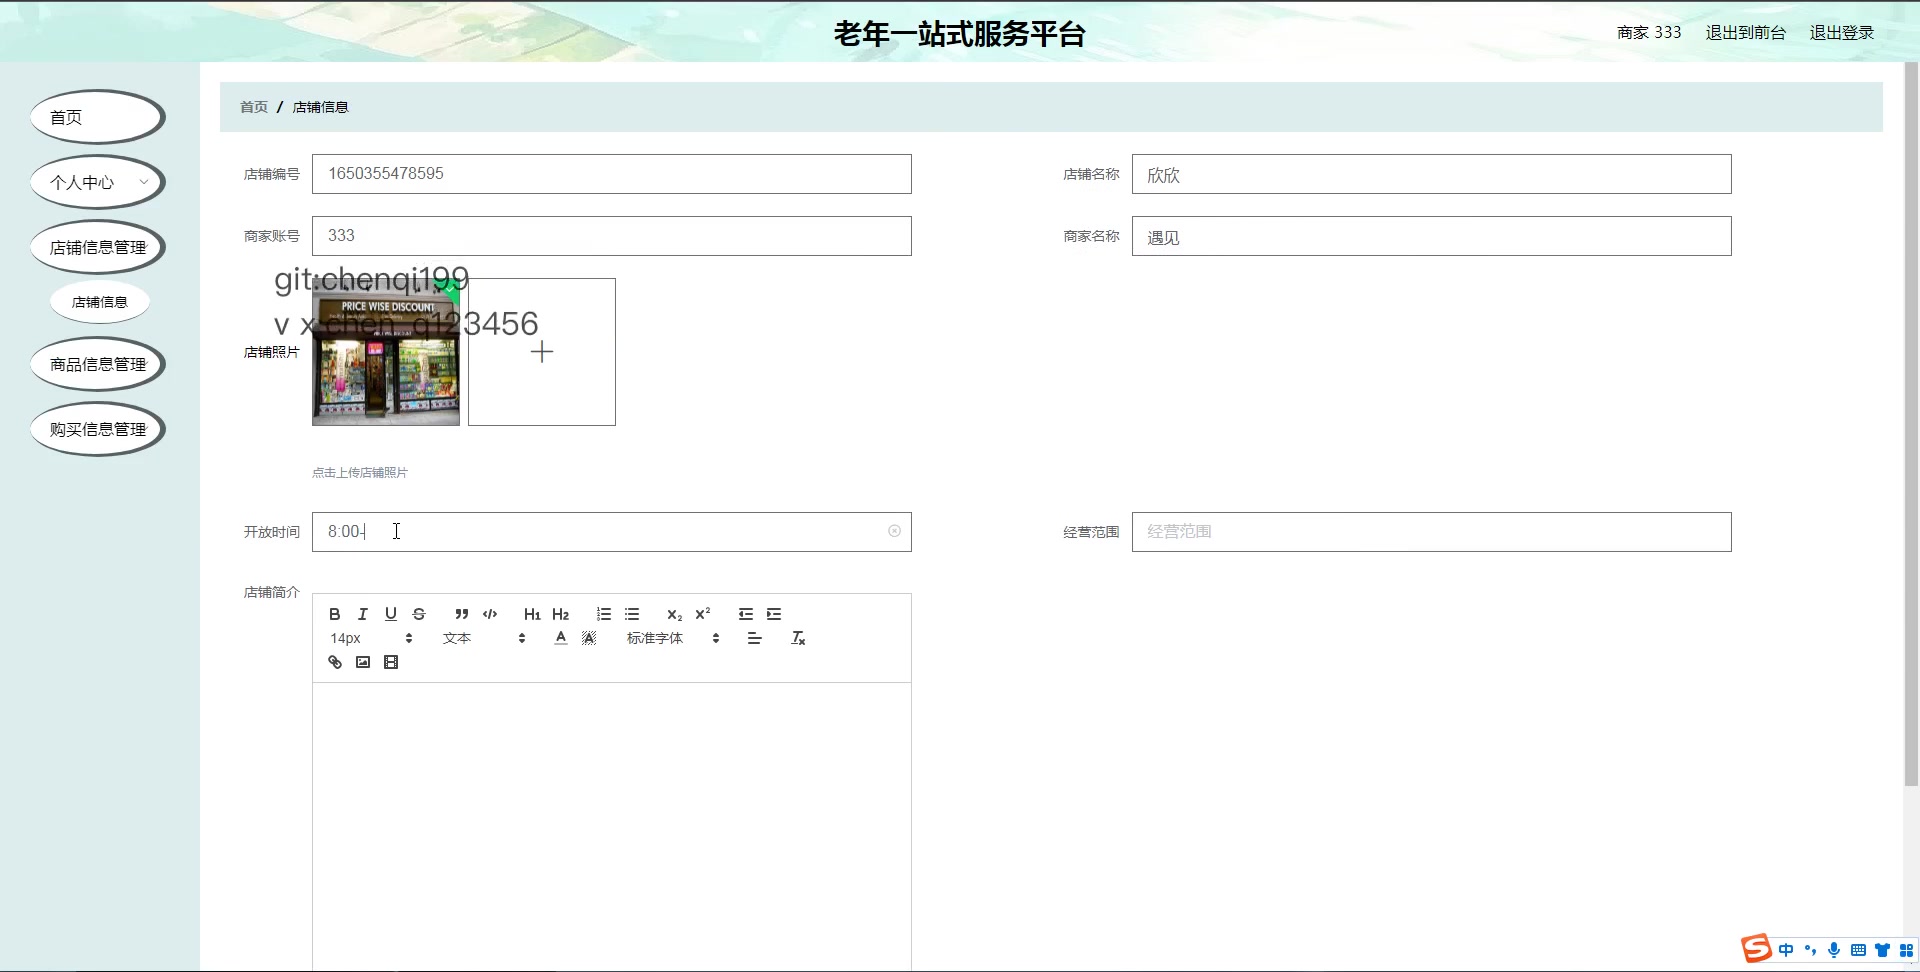 老年一站式服务平台
商家 333 退出到前台 退出登录
首页
个人中心
店铺信息管理
店铺信息
商品信息管理
购买信息管理
首页 / 店铺信息
店铺编号 1650355478595 店铺名称 欣欣
商家账号 333 商家名称 遇见
git:chenqi199
PRICE WISE DISCOUNT
v x:chen_q123456
店铺照片
点击上传店铺照片
开放时间 8:00- 经营范围 经营范围
店铺简介
B I U S H1 H2 X2 X2
14px 文本 A A 标准字体 Tx
中